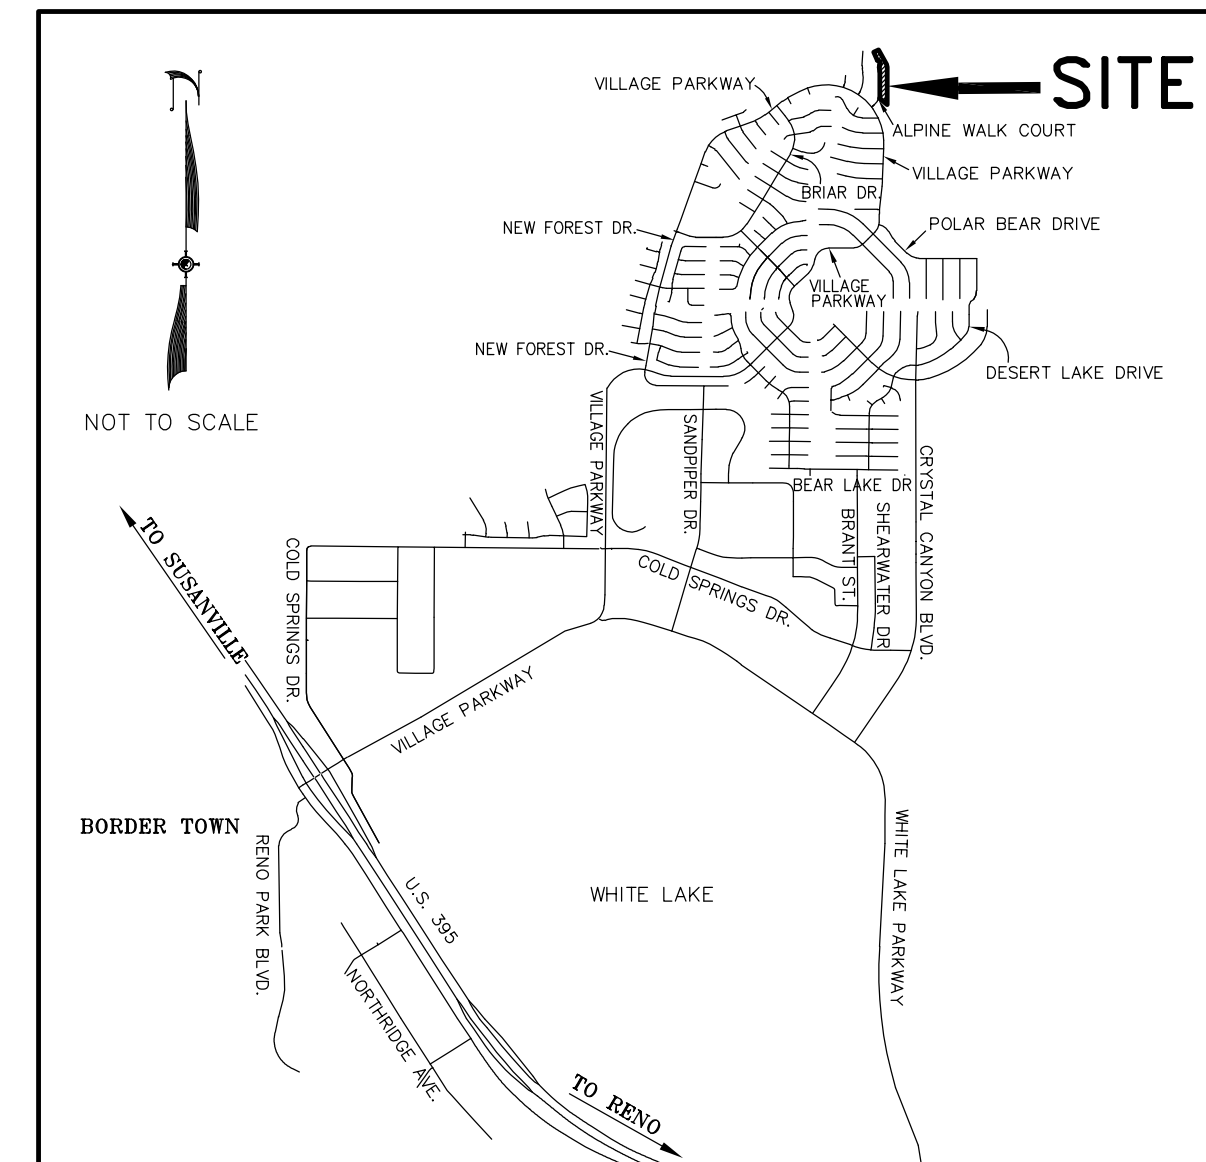 SITE
VILLAGE PARKWAY
ALPINE WALK COURT
VILLAGE PARKWAY
BRIAR DR.
NEW FOREST DR.
POLAR BEAR DRIVE
VILLAGE
PARKWAY
NEW FOREST DR.
DESERT LAKE DRIVE
NOT TO SCALE
VILLAGE PARKWAY
SANDPIPER DR.
BEAR LAKE DR
CRYSTAL CANYON BLVD.
BRANT ST.
SHEARWATER DR
TO SUSANVILLE
COLD SPRINGS DR.
COLD SPRINGS DR.
VILLAGE PARKWAY
BORDER TOWN
RENO PARK BLVD.
U.S. 395
WHITE LAKE
WHITE LAKE PARKWAY
NORTHRIDGE AVE.
TO RENO